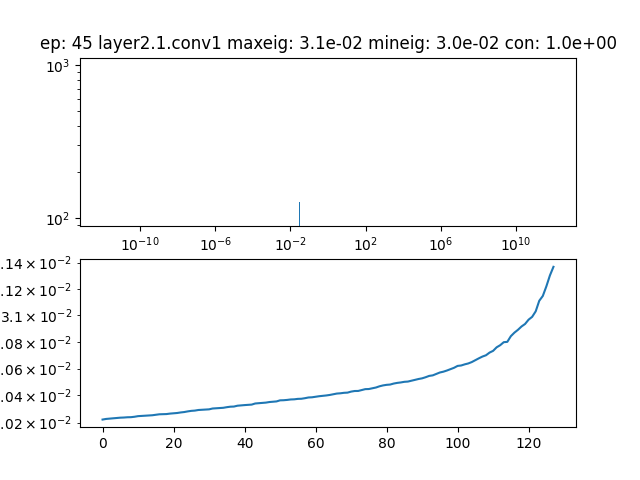 ep: 45 layer2.1.conv1 maxeig: 3.1e-02 mineig: 3.0e-02 con: 1.0e+00
10³
10²
10⁻¹⁰ 10⁻⁶ 10⁻² 10² 10⁶ 10¹⁰
.14 × 10⁻²
.12 × 10⁻²
3.1 × 10⁻²
.08 × 10⁻²
.06 × 10⁻²
.04 × 10⁻²
.02 × 10⁻²
0 20 40 60 80 100 120